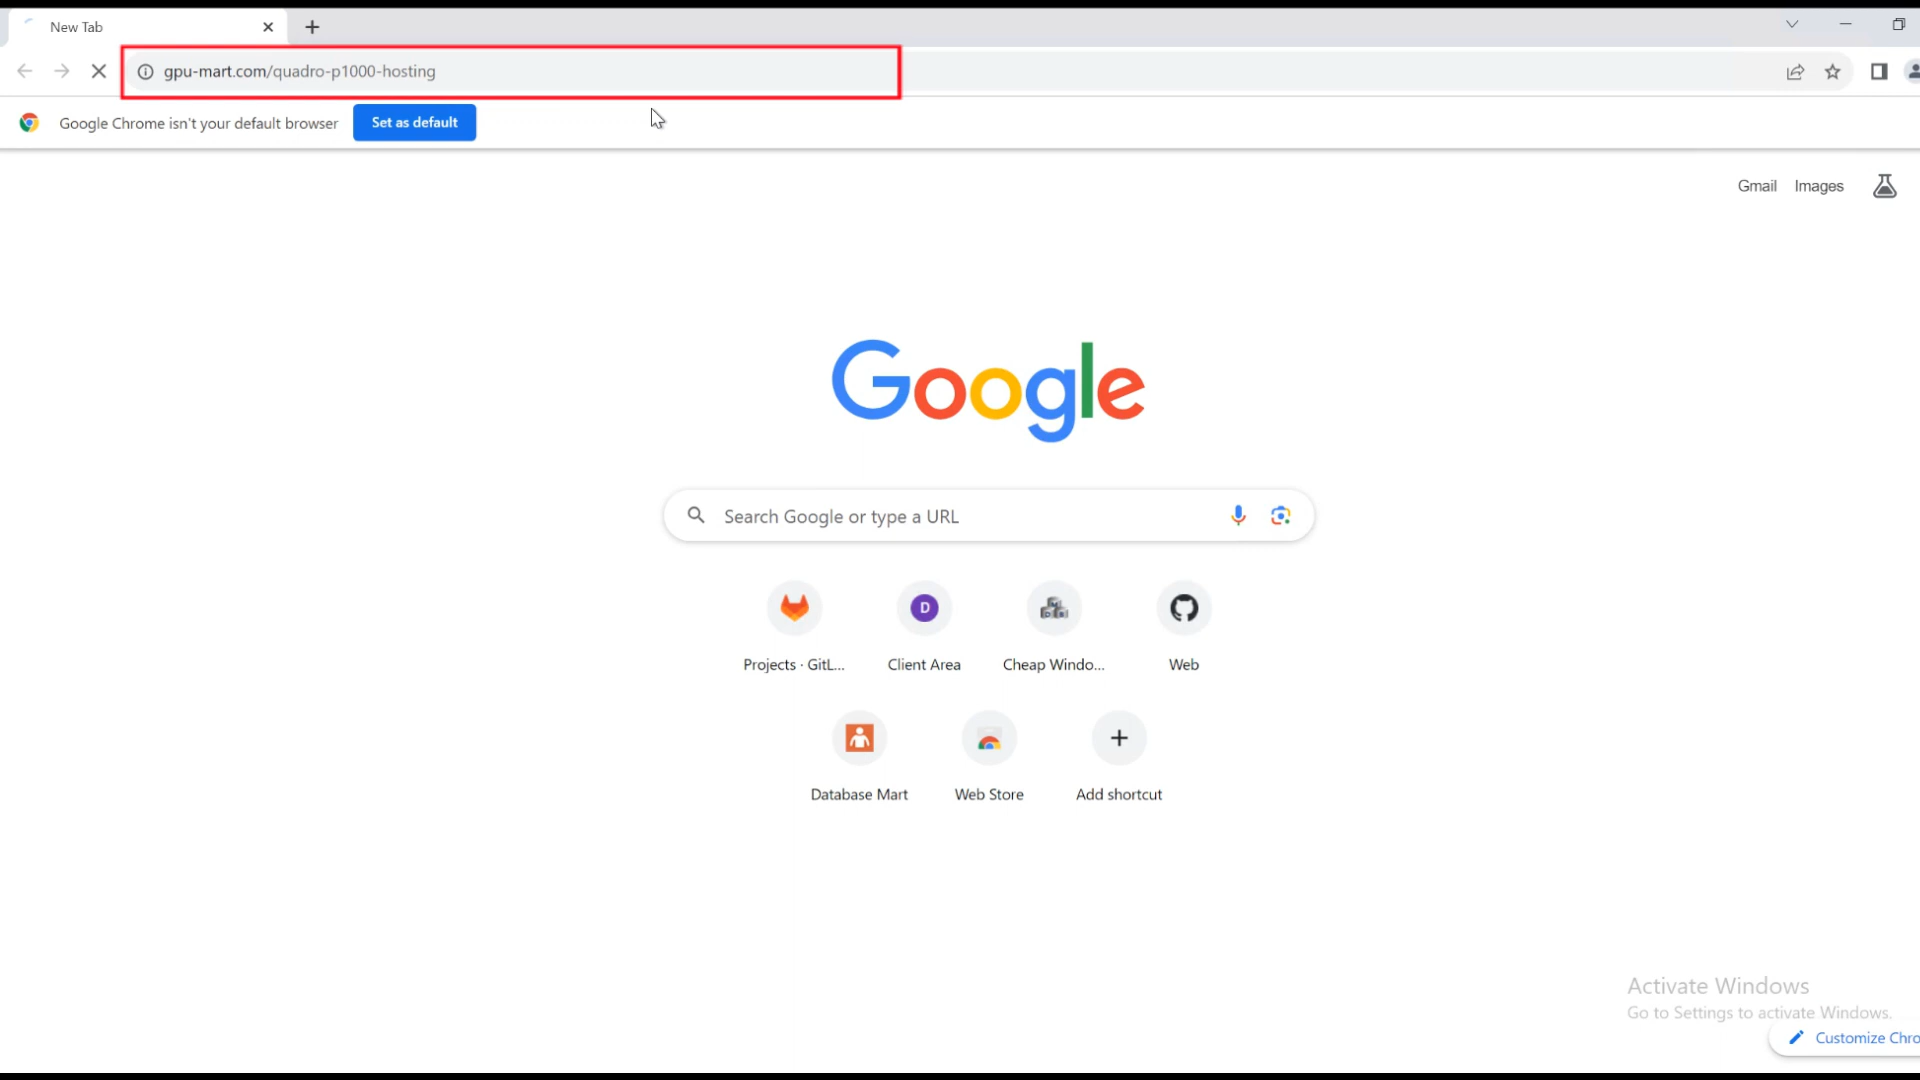 New Tab
gpu-mart.com/quadro-p1000-hosting
Google Chrome isn't your default browser Set as default
Gmail Images
Google
Search Google or type a URL
Projects · GitL... Client Area Cheap Windo... Web
D
Database Mart Web Store Add shortcut
Activate Windows
Go to Settings to activate Windows.
Customize Chro